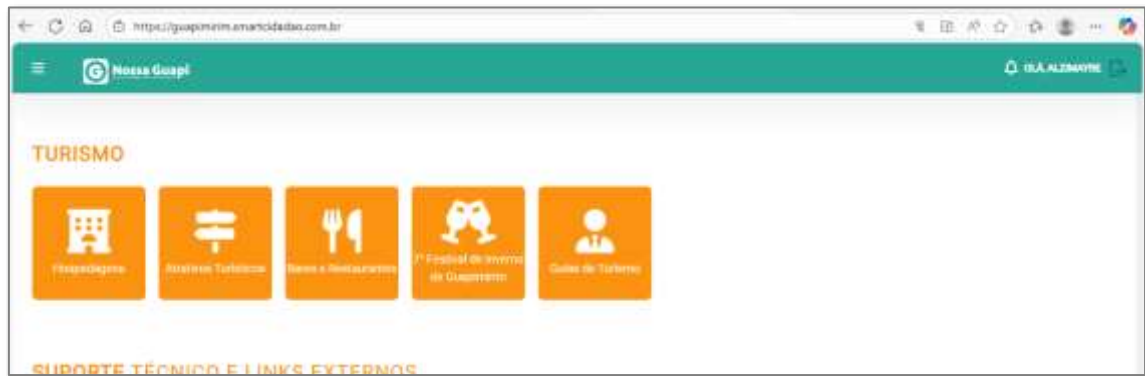 https://guapimirim.smartcidadao.com.br
Nossa Guapi
OLÁ,
TURISMO
Hospedagens
Atrativos Turísticos
Bares e Restaurantes
1º Festival de Inverno
de Guapimirim
Guias de Turismo
SUPORTE TÉCNICO E LINKS EXTERNOS